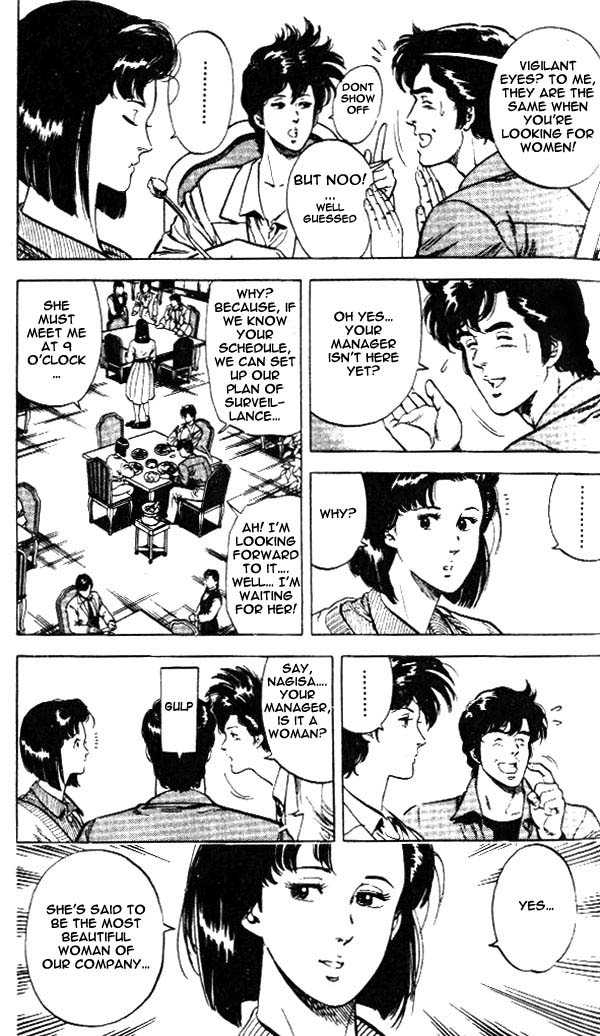 VIGILANT
EYES? TO ME,
THEY ARE THE
SAME WHEN
YOU'RE
LOOKING FOR
WOMEN!
DONT
SHOW
OFF
BUT NOO!
...
WELL
GUESSED
.........
OH YES...
YOUR
MANAGER
ISN'T HERE
YET?
.........
WHY?
WHY?
BECAUSE, IF
WE KNOW
YOUR
SCHEDULE,
WE CAN SET
UP OUR
PLAN OF
SURVEIL-
LANCE...
SHE
MUST
MEET ME
AT 9
O'CLOCK
...
AH! I'M
LOOKING
FORWARD
TO IT....
WELL... I'M
WAITING
FOR HER!
.........
SAY,
NAGISA....
YOUR
MANAGER,
IS IT A
WOMAN?
GULP
YES...
SHE'S SAID TO
BE THE MOST
BEAUTIFUL
WOMAN OF
OUR COMPANY...